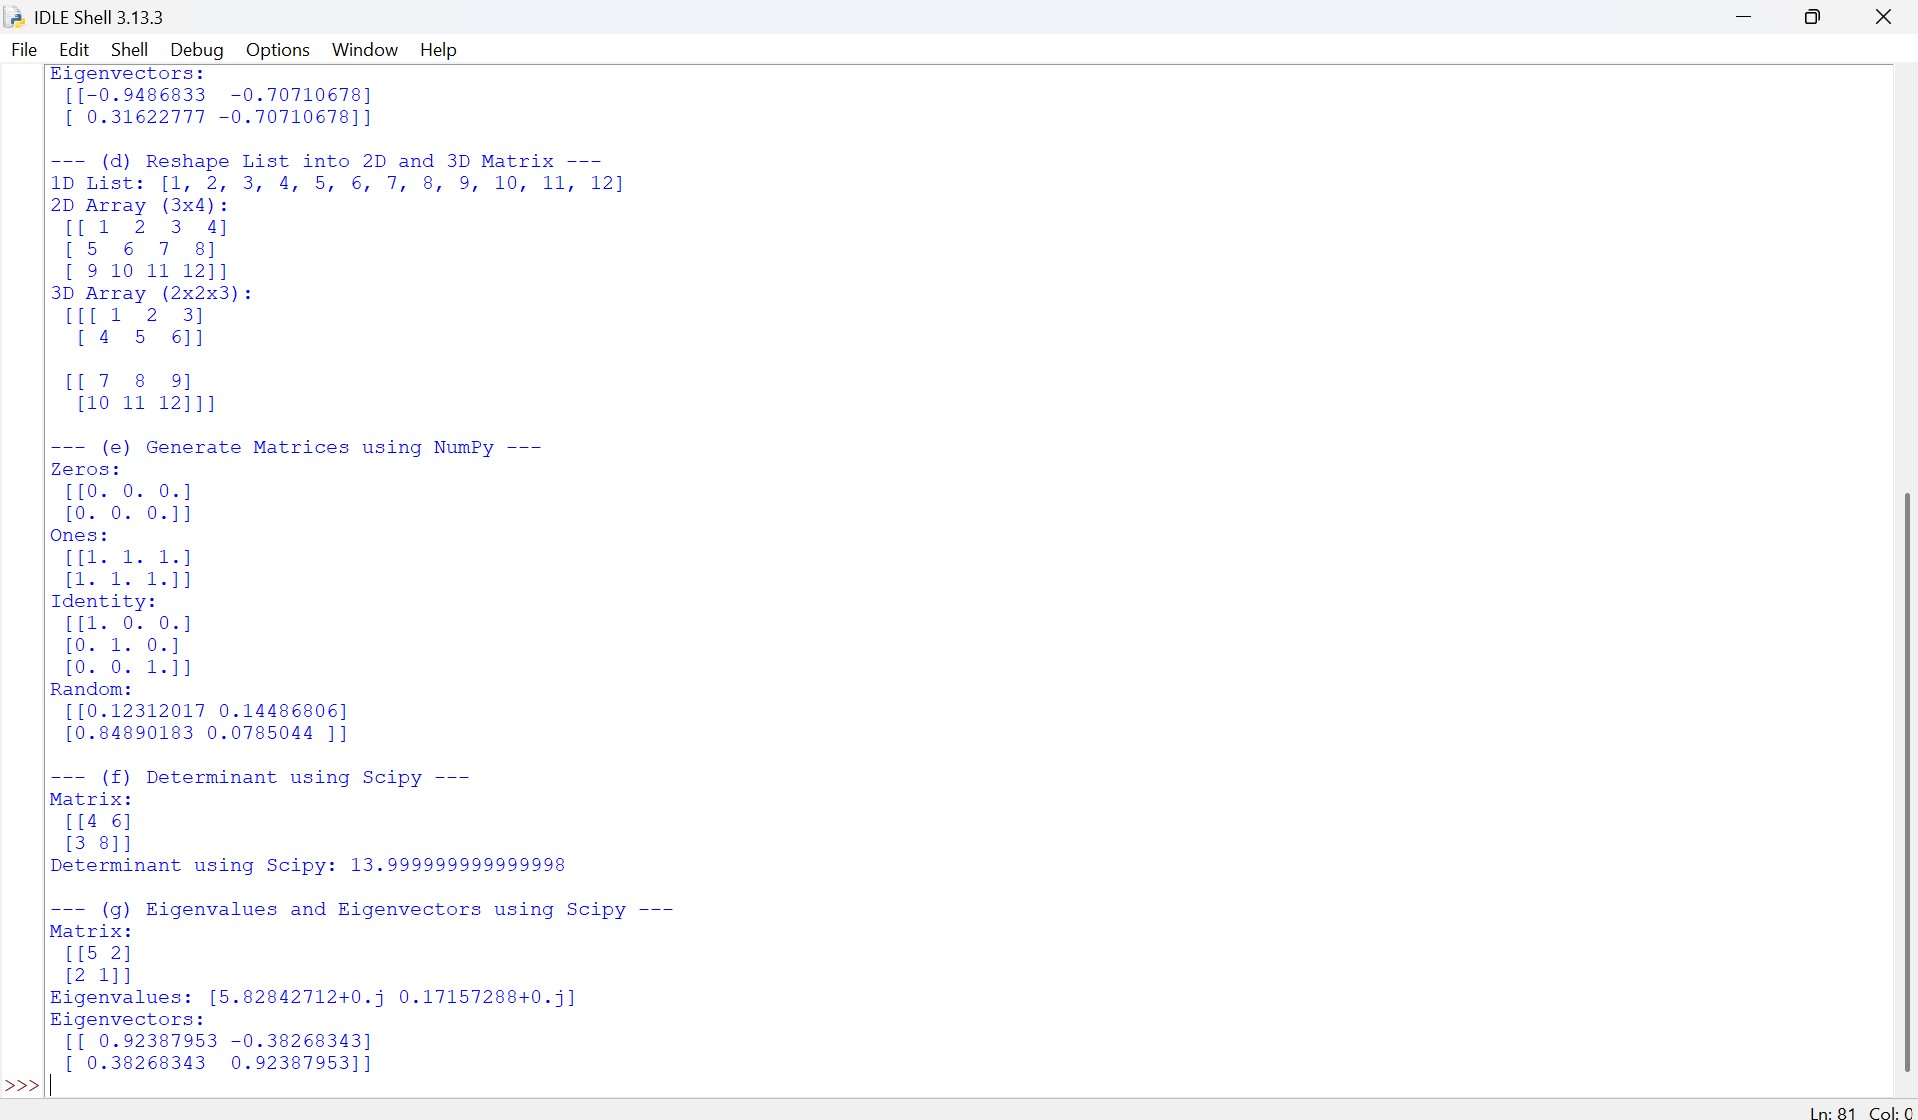 IDLE Shell 3.13.3
File Edit Shell Debug Options Window Help
Eigenvectors:
[[-0.9486833  -0.70710678]
[ 0.31622777 -0.70710678]]
--- (d) Reshape List into 2D and 3D Matrix ---
1D List: [1, 2, 3, 4, 5, 6, 7, 8, 9, 10, 11, 12]
2D Array (3x4):
[[ 1  2  3  4]
[ 5  6  7  8]
[ 9 10 11 12]]
3D Array (2x2x3):
[[[ 1  2  3]
[ 4  5  6]]
[[ 7  8  9]
[10 11 12]]]
--- (e) Generate Matrices using NumPy ---
Zeros:
[[0. 0. 0.]
[0. 0. 0.]]
Ones:
[[1. 1. 1.]
[1. 1. 1.]]
Identity:
[[1. 0. 0.]
[0. 1. 0.]
[0. 0. 1.]]
Random:
[[0.12312017 0.14486806]
[0.84890183 0.0785044 ]]
--- (f) Determinant using Scipy ---
Matrix:
[[4 6]
[3 8]]
Determinant using Scipy: 13.999999999999998
--- (g) Eigenvalues and Eigenvectors using Scipy ---
Matrix:
[[5 2]
[2 1]]
Eigenvalues: [5.82842712+0.j 0.17157288+0.j]
Eigenvectors:
[[ 0.92387953 -0.38268343]
[ 0.38268343  0.92387953]]
>>>
Ln: 81 Col: 0